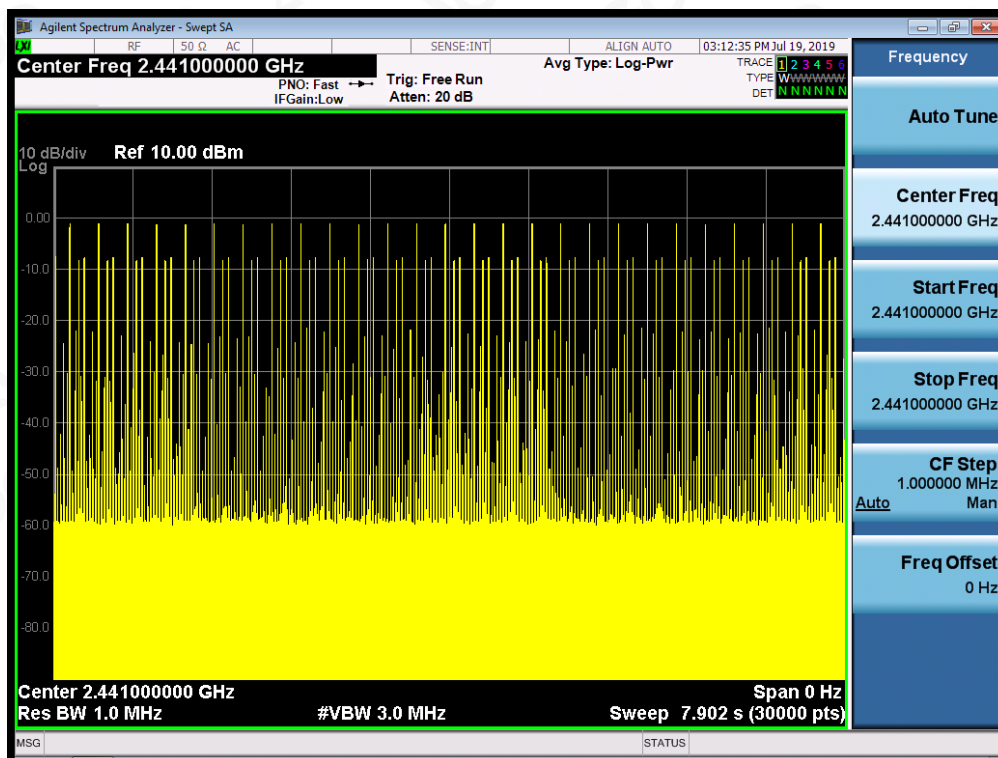 Agilent Spectrum Analyzer - Swept SA
LXI RF 50 Ω AC SENSE:INT ALIGN AUTO 03:12:35 PM Jul 19, 2019
Center Freq 2.441000000 GHz
PNO: Fast
IFGain:Low
Trig: Free Run
Atten: 20 dB
Avg Type: Log-Pwr
TRACE 1 2 3 4 5 6
TYPE WWWWWW
DET N N N N N N
10 dB/div Ref 10.00 dBm
Log
0.00
-10.0
-20.0
-30.0
-40.0
-50.0
-60.0
-70.0
-80.0
Center 2.441000000 GHz Span 0 Hz
Res BW 1.0 MHz #VBW 3.0 MHz Sweep 7.902 s (30000 pts)
MSG STATUS
Frequency
Auto Tune
Center Freq
2.441000000 GHz
Start Freq
2.441000000 GHz
Stop Freq
2.441000000 GHz
CF Step
1.000000 MHz
Auto Man
Freq Offset
0 Hz